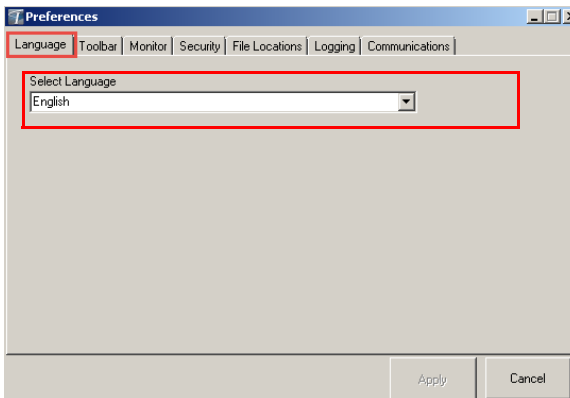 Preferences
Language Toolbar Monitor Security File Locations Logging Communications
Select Language
English
Apply Cancel